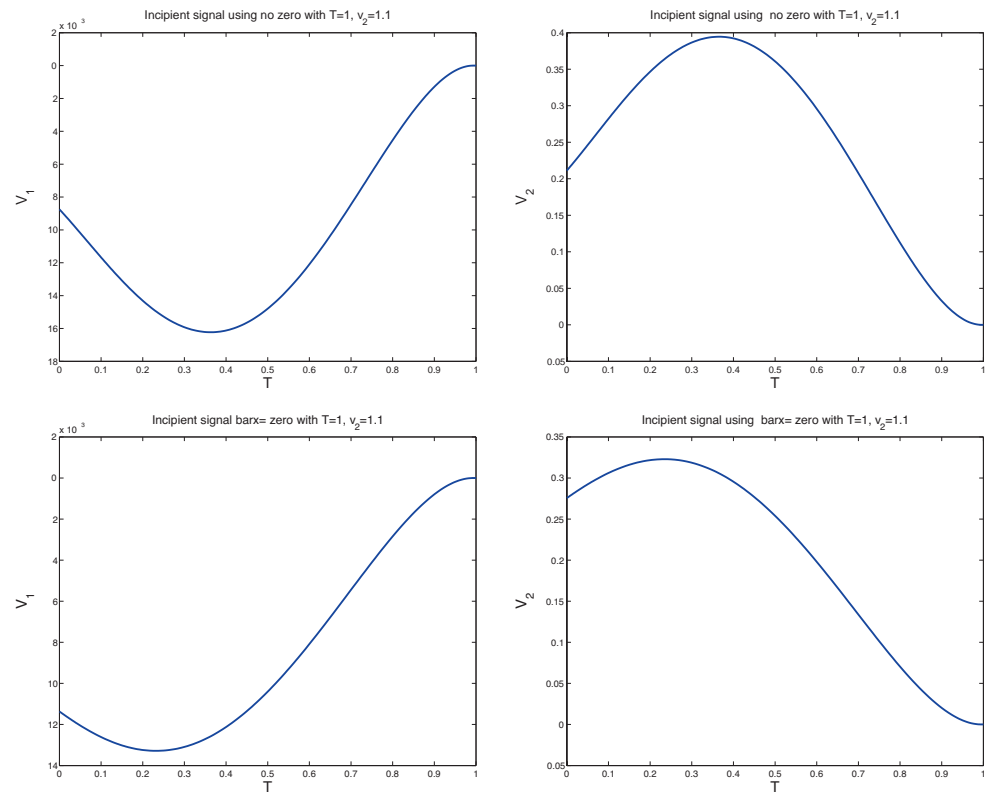 Incipient signal using no zero with T=1, v2=1.1
x 10 3
2
0
2
4
6
8
10
12
14
16
18
V1
0 0.1 0.2 0.3 0.4 0.5 0.6 0.7 0.8 0.9 1
T
Incipient signal using  no zero with T=1, v2=1.1
0.4
0.35
0.3
0.25
0.2
0.15
0.1
0.05
0
0.05
V2
0 0.1 0.2 0.3 0.4 0.5 0.6 0.7 0.8 0.9 1
T
Incipient signal barx= zero with T=1, v2=1.1
x 10 3
2
0
2
4
6
8
10
12
14
V1
0 0.1 0.2 0.3 0.4 0.5 0.6 0.7 0.8 0.9 1
T
Incipient signal using  barx= zero with T=1, v2=1.1
0.35
0.3
0.25
0.2
0.15
0.1
0.05
0
0.05
V2
0 0.1 0.2 0.3 0.4 0.5 0.6 0.7 0.8 0.9 1
T